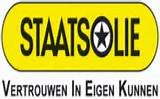 STAATSOLIE
VERTROUWEN IN EIGEN KUNNEN